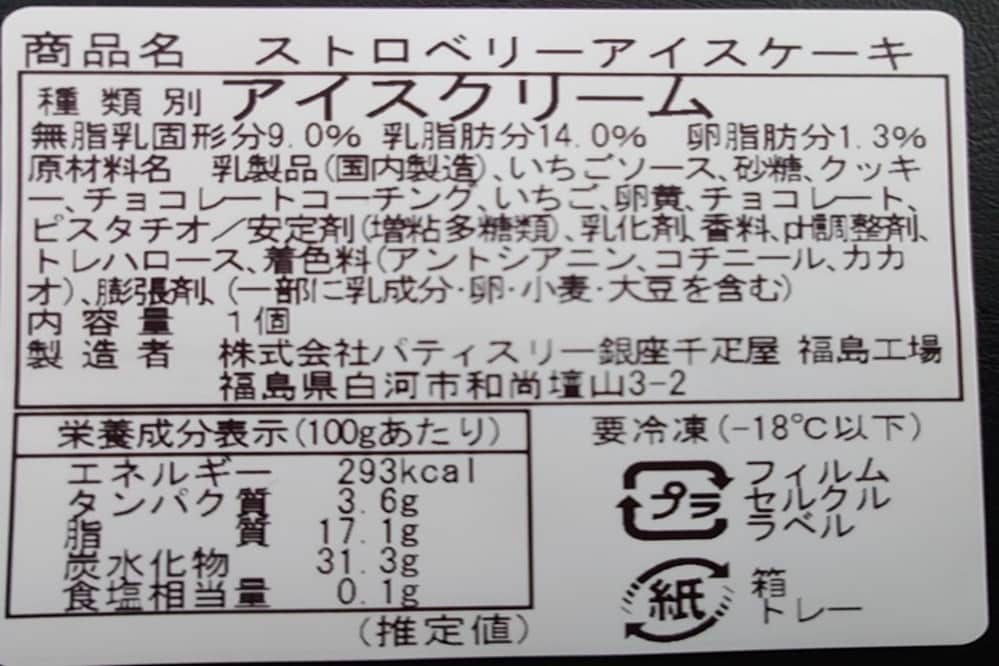 商品名 ストロベリーアイスケーキ
種類別 アイスクリーム
無脂乳固形分9.0% 乳脂肪分14.0% 卵脂肪分1.3%
原材料名 乳製品(国内製造)、いちごソース、砂糖、クッキ
ー、チョコレートコーチング、いちご、卵黄、チョコレート、
ピスタチオ/安定剤(増粘多糖類)、乳化剤、香料、pH調整剤、
トレハロース、着色料(アントシアニン、コチニール、カカ
オ)、膨張剤、(一部に乳成分・卵・小麦・大豆を含む)
内容量 1個
製造者 株式会社パティスリー銀座千疋屋 福島工場
福島県白河市和尚壇山3-2
栄養成分表示(100gあたり)
エネルギー 293kcal
タンパク質 3.6g
脂質 17.1g
炭水化物 31.3g
食塩相当量 0.1g
(推定値)
要冷凍(-18℃以下)
プラ フィルム
セルクル
ラベル
紙 箱
トレー